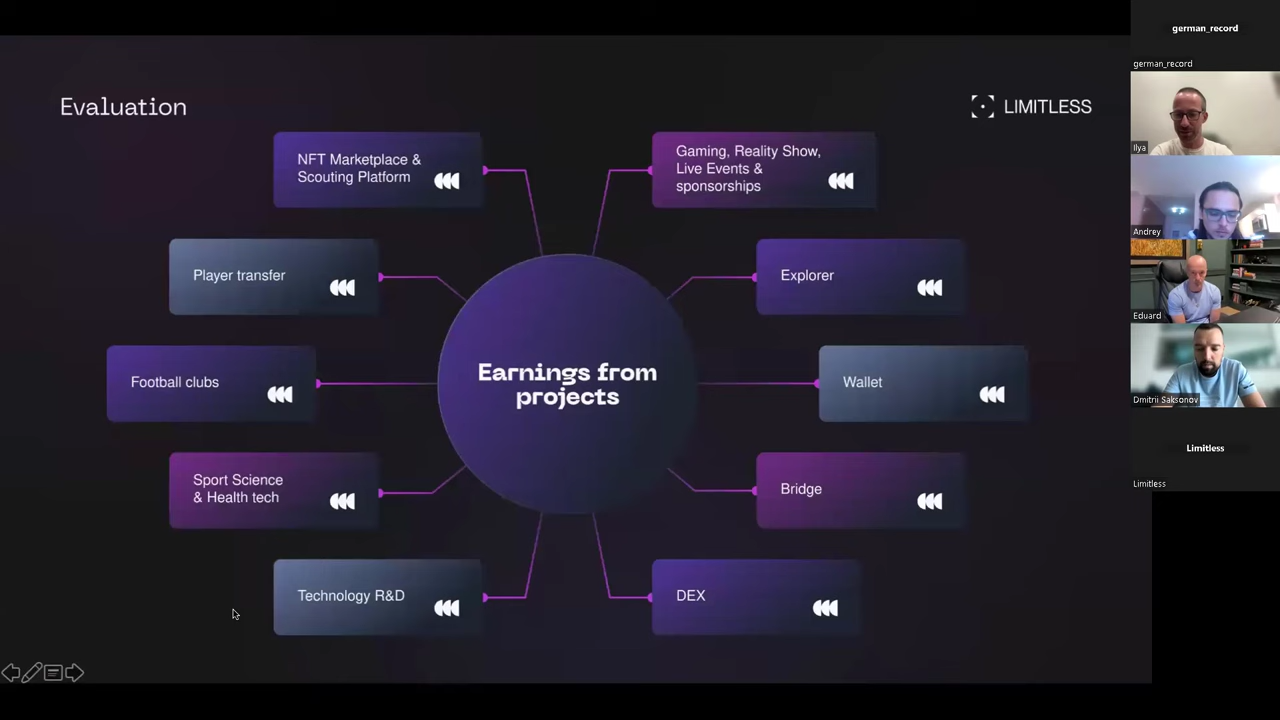 Evaluation
LIMITLESS
NFT Marketplace &
Scouting Platform
Gaming, Reality Show,
Live Events &
sponsorships
Player transfer
Explorer
Football clubs
Earnings from
projects
Wallet
Sport Science
& Health tech
Bridge
Technology R&D
DEX
german_record
german_record
Ilya
Andrey
Eduard
Dmitrii Saksonov
Limitless
Limitless